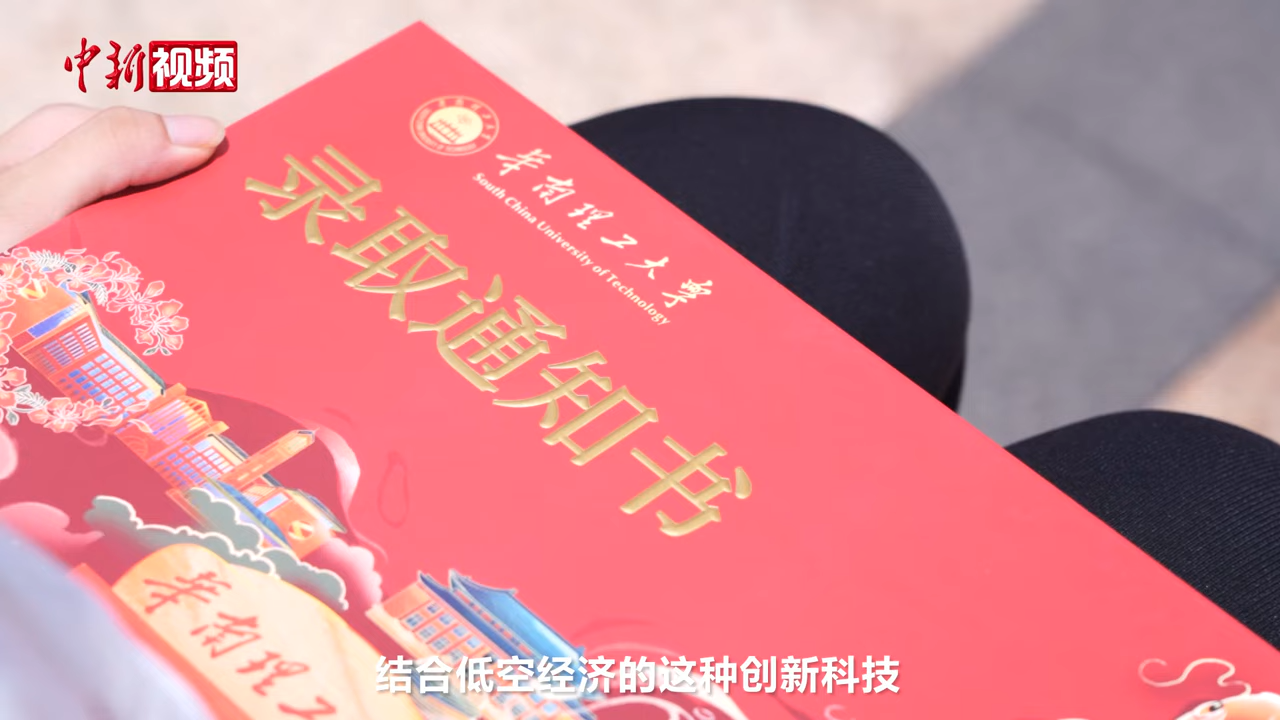 中新视频
华南理工大学
South China University of Technology
录取通知书
华南理工
结合低空经济的这种创新科技